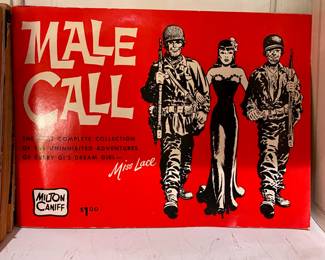 MALE
CALL
THE MOST COMPLETE COLLECTION
OF THE UNINHIBITED ADVENTURES
OF EVERY GI'S DREAM GIRL—
Miss Lace
MILTON
CANIFF
$1.00